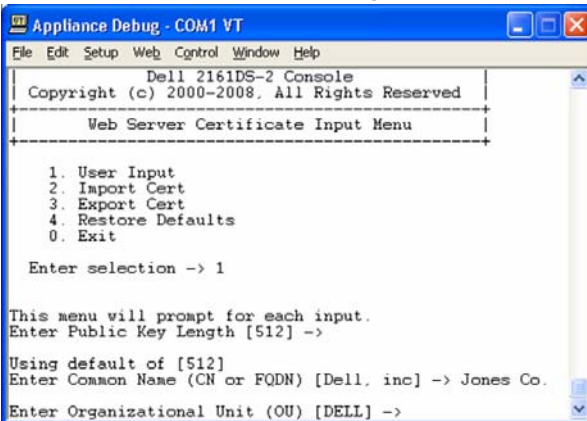 Appliance Debug - COM1 VT
File Edit Setup Web Control Window Help
| Dell 2161DS-2 Console |
| Copyright (c) 2000-2008, All Rights Reserved |
+------------------------------------------------+
| Web Server Certificate Input Menu |
+------------------------------------------------+
1. User Input
2. Import Cert
3. Export Cert
4. Restore Defaults
0. Exit
Enter selection -> 1
This menu will prompt for each input.
Enter Public Key Length [512] ->
Using default of [512]
Enter Common Name (CN or FQDN) [Dell, inc] -> Jones Co.
Enter Organizational Unit (OU) [DELL] ->